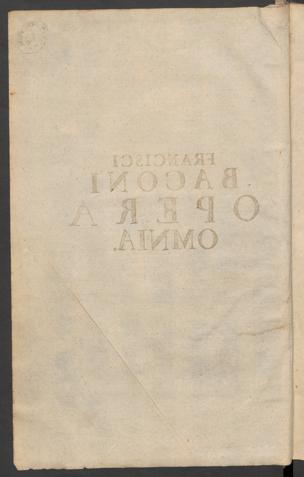 FRANCISCI
BACONI
OPERA
OMNIA.